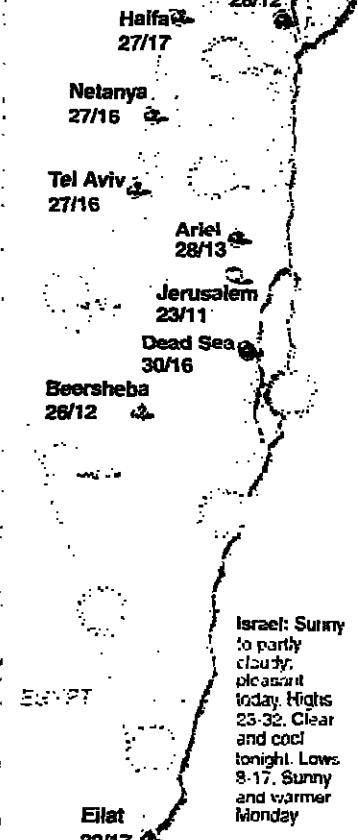 Haifa
27/17
Netanya
27/16
Tel Aviv
27/16
Ariel
28/13
Jerusalem
23/11
Dead Sea
30/16
Beersheba
26/12
EGYPT
Israel: Sunny
to partly
cloudy;
pleasant
today. Highs
23-32. Clear
and cool
tonight. Lows
8-17. Sunny
and warmer
Monday
Eilat